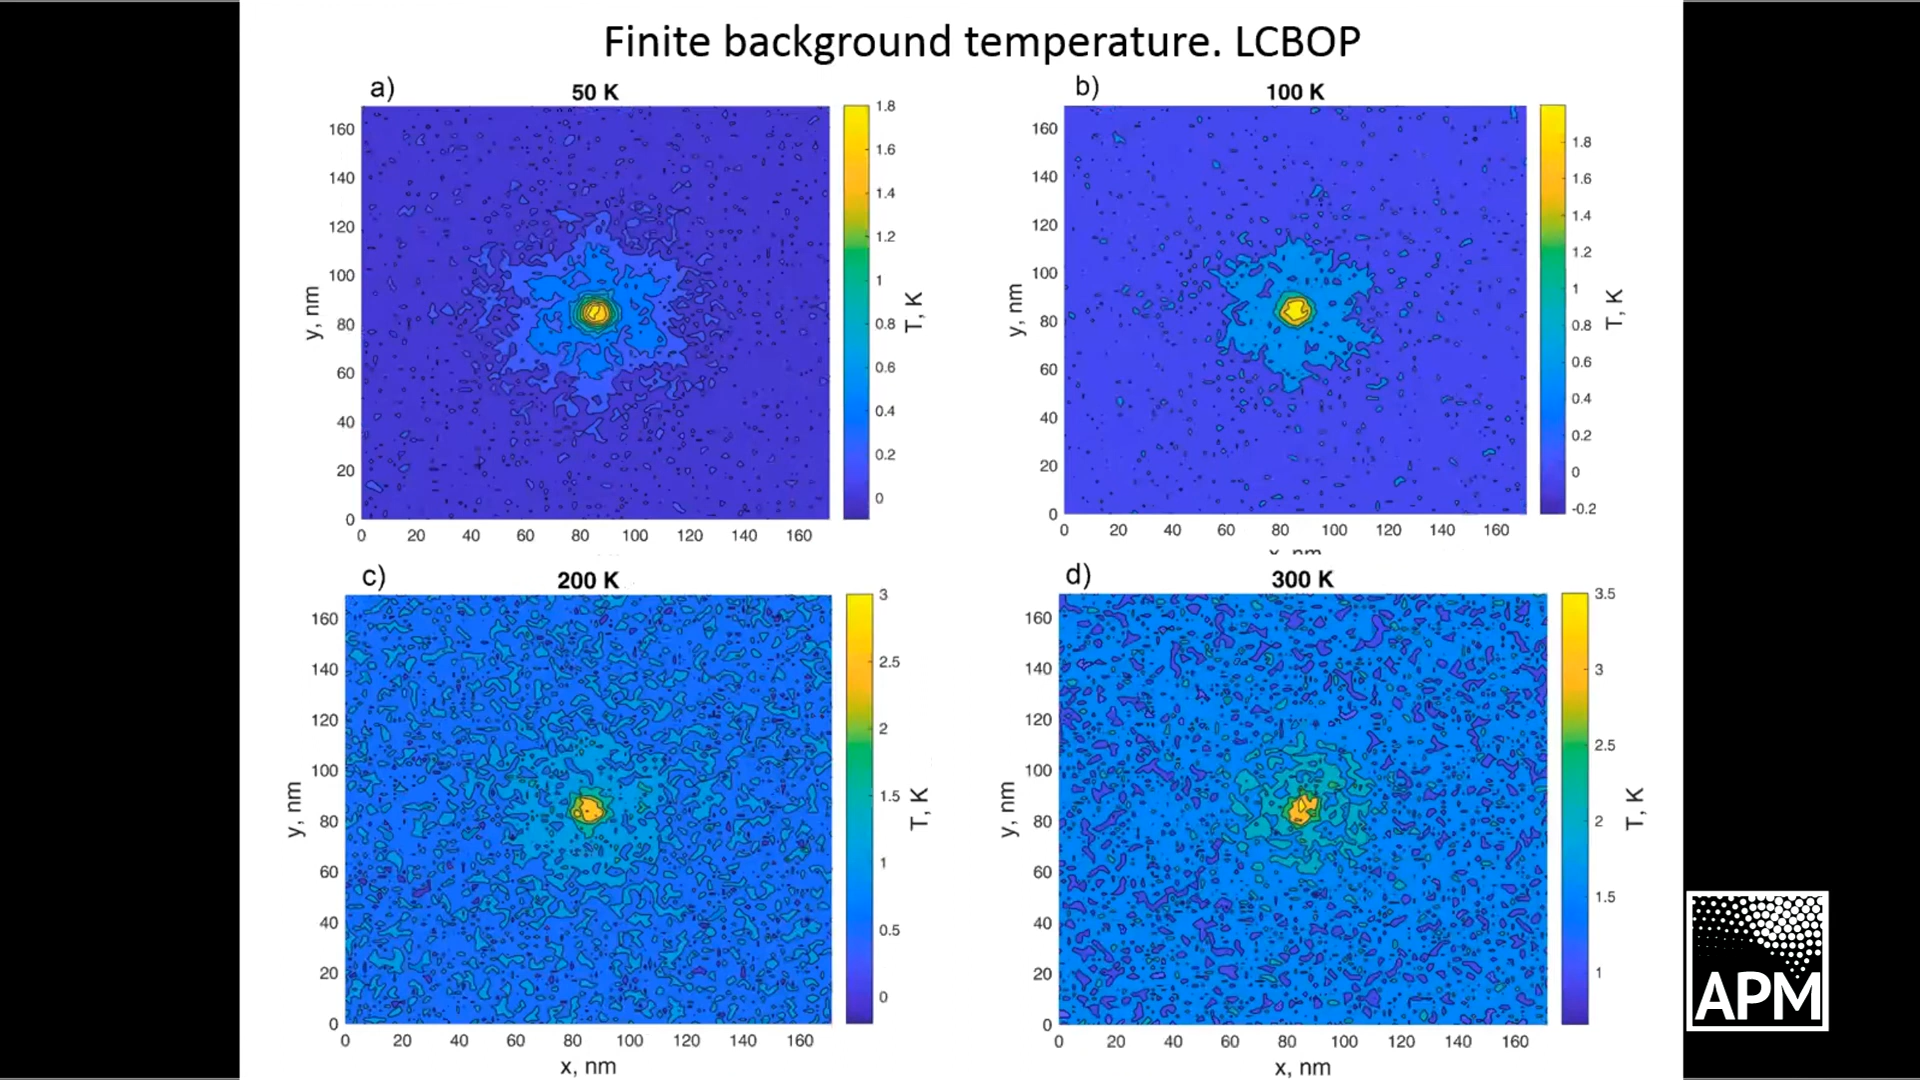 Finite background temperature. LCBOP
a)
50 K
160
140
120
100
80
60
40
20
0
y, nm
0 20 40 60 80 100 120 140 160
1.8
1.6
1.4
1.2
1
0.8
0.6
0.4
0.2
0
T, K
b)
100 K
160
140
120
100
80
60
40
20
0
y, nm
0 20 40 60 80 100 120 140 160
x, nm
1.8
1.6
1.4
1.2
1
0.8
0.6
0.4
0.2
0
-0.2
T, K
c)
200 K
160
140
120
100
80
60
40
20
0
y, nm
0 20 40 60 80 100 120 140 160
x, nm
3
2.5
2
1.5
1
0.5
0
T, K
d)
300 K
160
140
120
100
80
60
40
20
0
y, nm
0 20 40 60 80 100 120 140 160
x, nm
3.5
3
2.5
2
1.5
1
T, K
APM